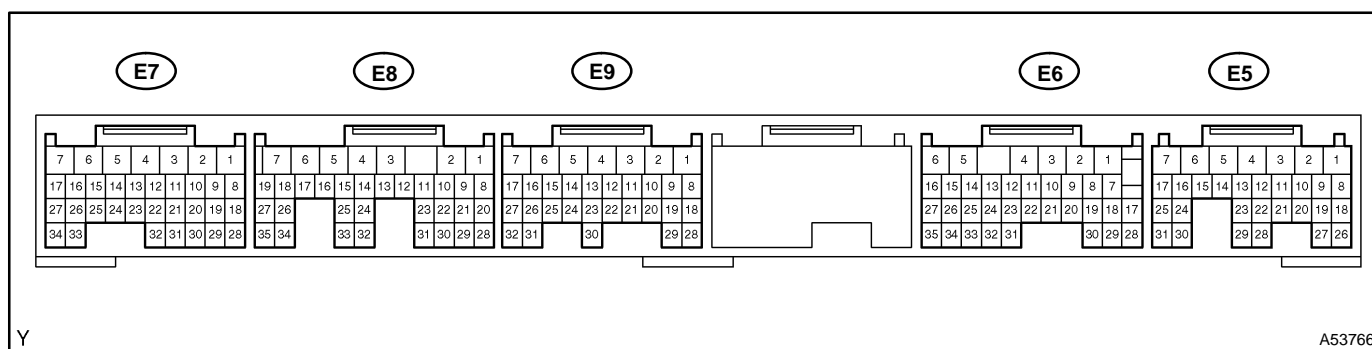 E7 E8 E9 E6 E5
7 6 5 4 3 2 1 7 6 5 4 3 2 1 7 6 5 4 3 2 1 6 5 4 3 2 1 7 6 5 4 3 2 1
17 16 15 14 13 12 11 10 9 8 19 18 17 16 15 14 13 12 11 10 9 8 17 16 15 14 13 12 11 10 9 8 16 15 14 13 12 11 10 9 8 7 17 16 15 14 13 12 11 10 9 8
27 26 25 24 23 22 21 20 19 18 27 26 25 24 23 22 21 20 27 26 25 24 23 22 21 20 19 18 27 26 25 24 23 22 21 20 19 18 17 25 24 23 22 21 20 19 18
34 33 32 31 30 29 28 35 34 33 32 31 30 29 28 32 31 30 29 28 35 34 33 32 31 30 29 28 31 30 29 28 27 26
Y A53766